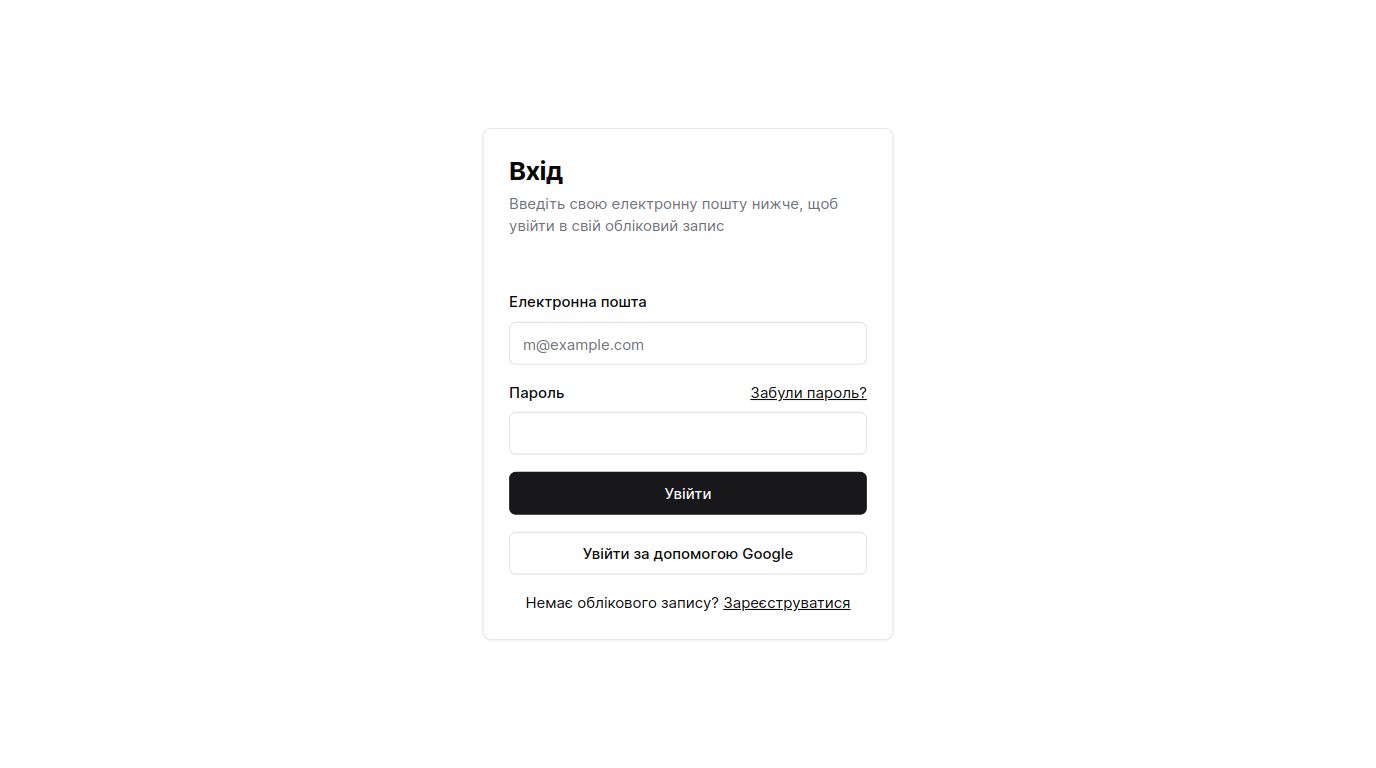 Вхід
Введіть свою електронну пошту нижче, щоб
увійти в свій обліковий запис
Електронна пошта
m@example.com
Пароль Забули пароль?
Увійти
Увійти за допомогою Google
Немає облікового запису? Зареєструватися